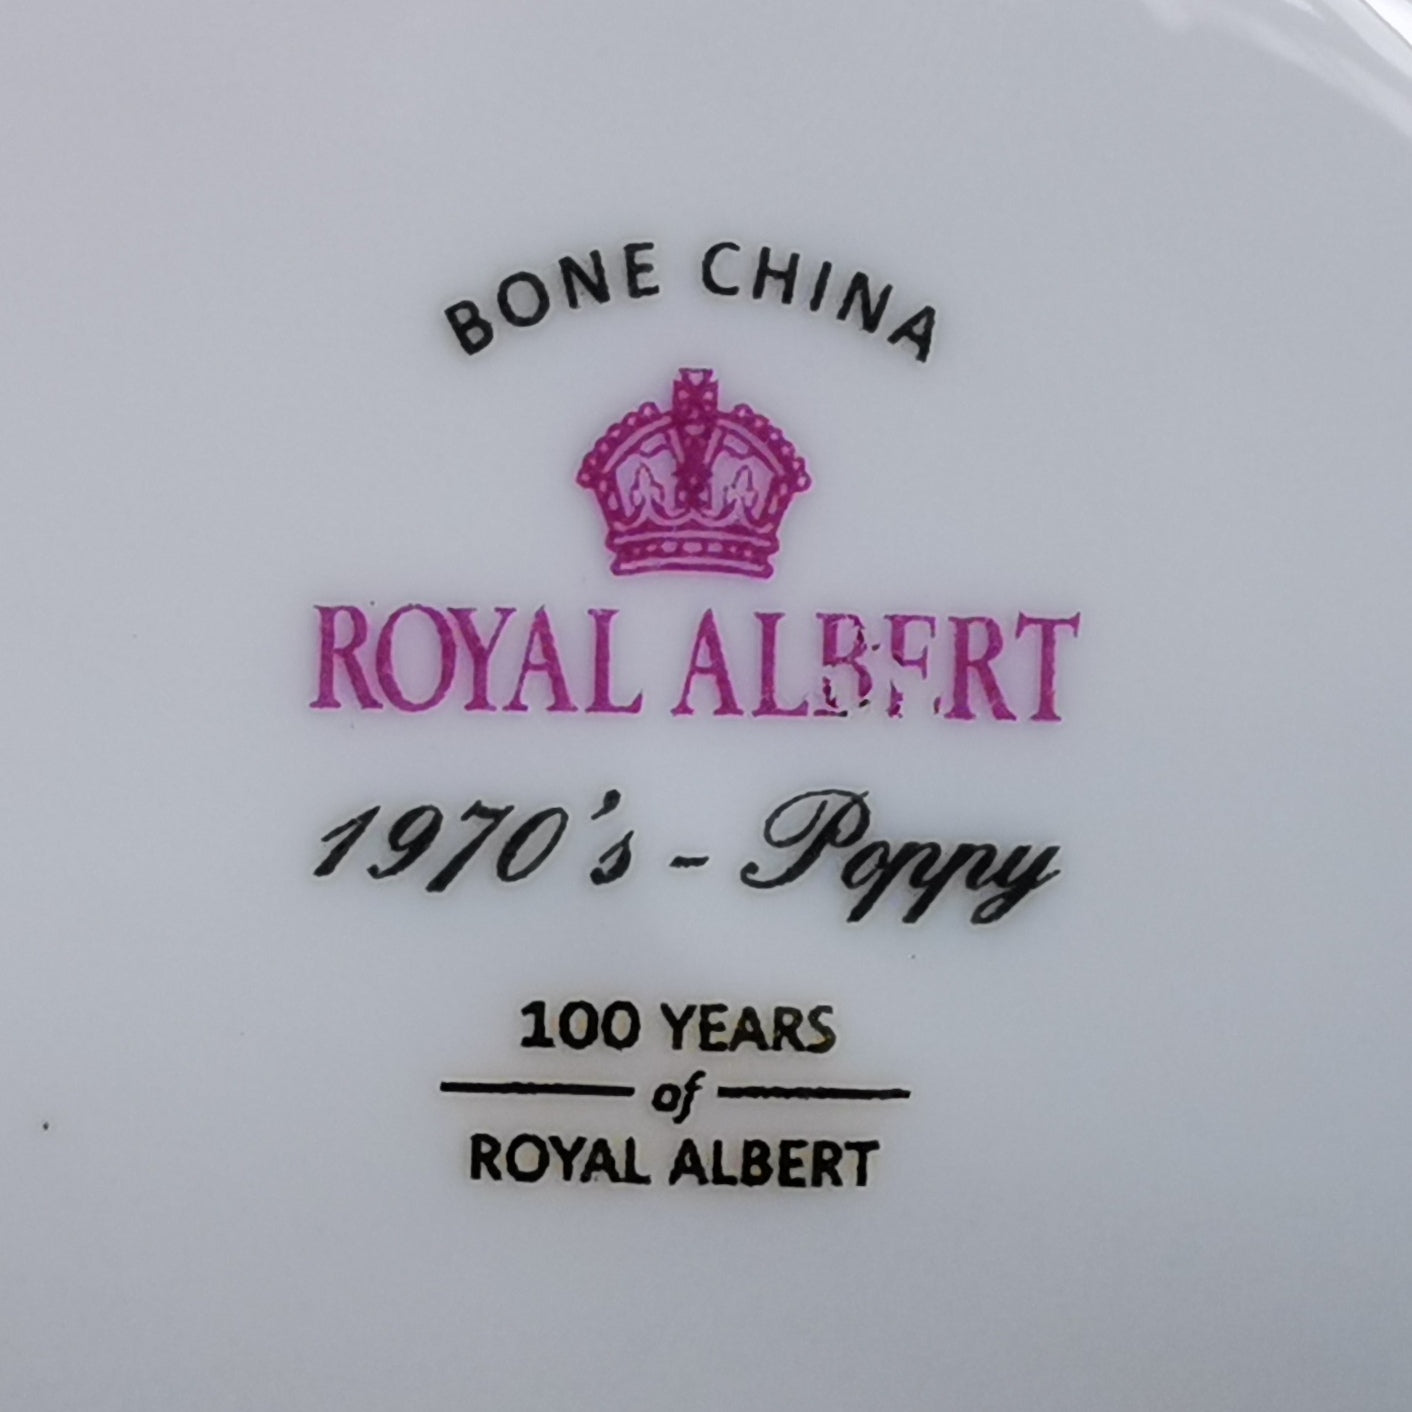 BONE CHINA
ROYAL ALBERT
1970's - Poppy
100 YEARS
of
ROYAL ALBERT